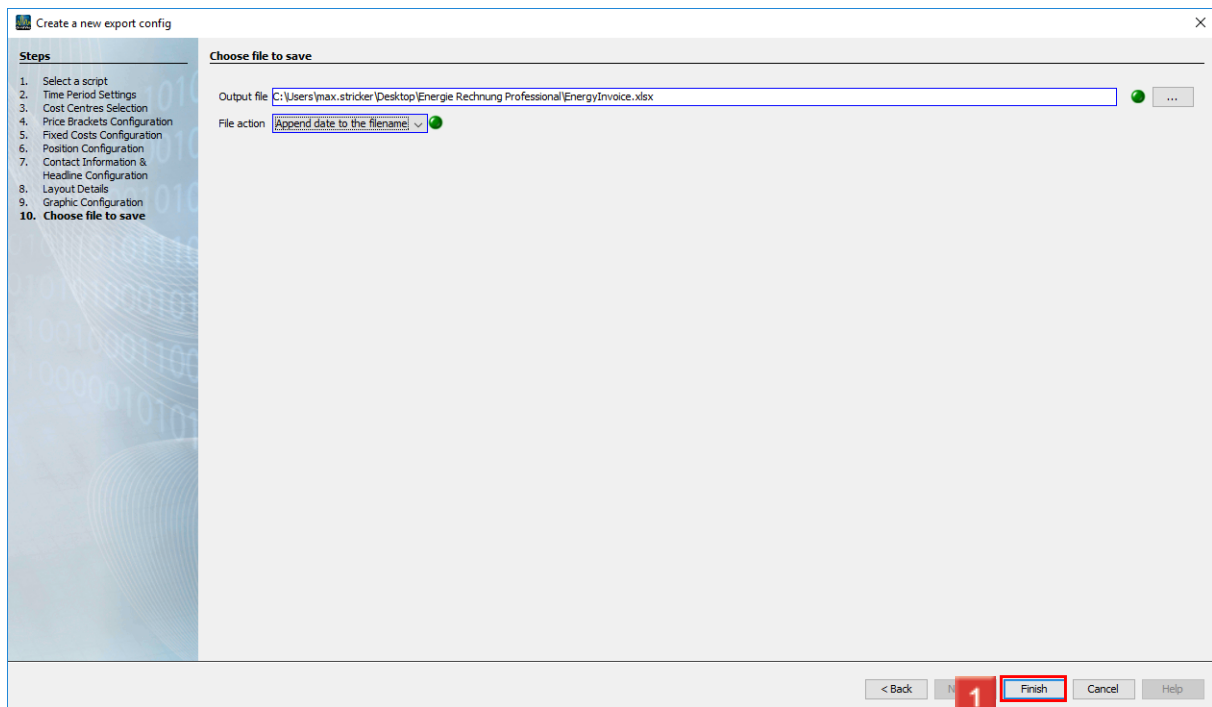 Create a new export config
Steps
1. Select a script
2. Time Period Settings
3. Cost Centres Selection
4. Price Brackets Configuration
5. Fixed Costs Configuration
6. Position Configuration
7. Contact Information &
Headline Configuration
8. Layout Details
9. Graphic Configuration
10. Choose file to save
Choose file to save
Output file C:\Users\max.stricker\Desktop\Energie Rechnung Professional\EnergyInvoice.xlsx ...
File action Append date to the filename
< Back 1 Finish Cancel Help